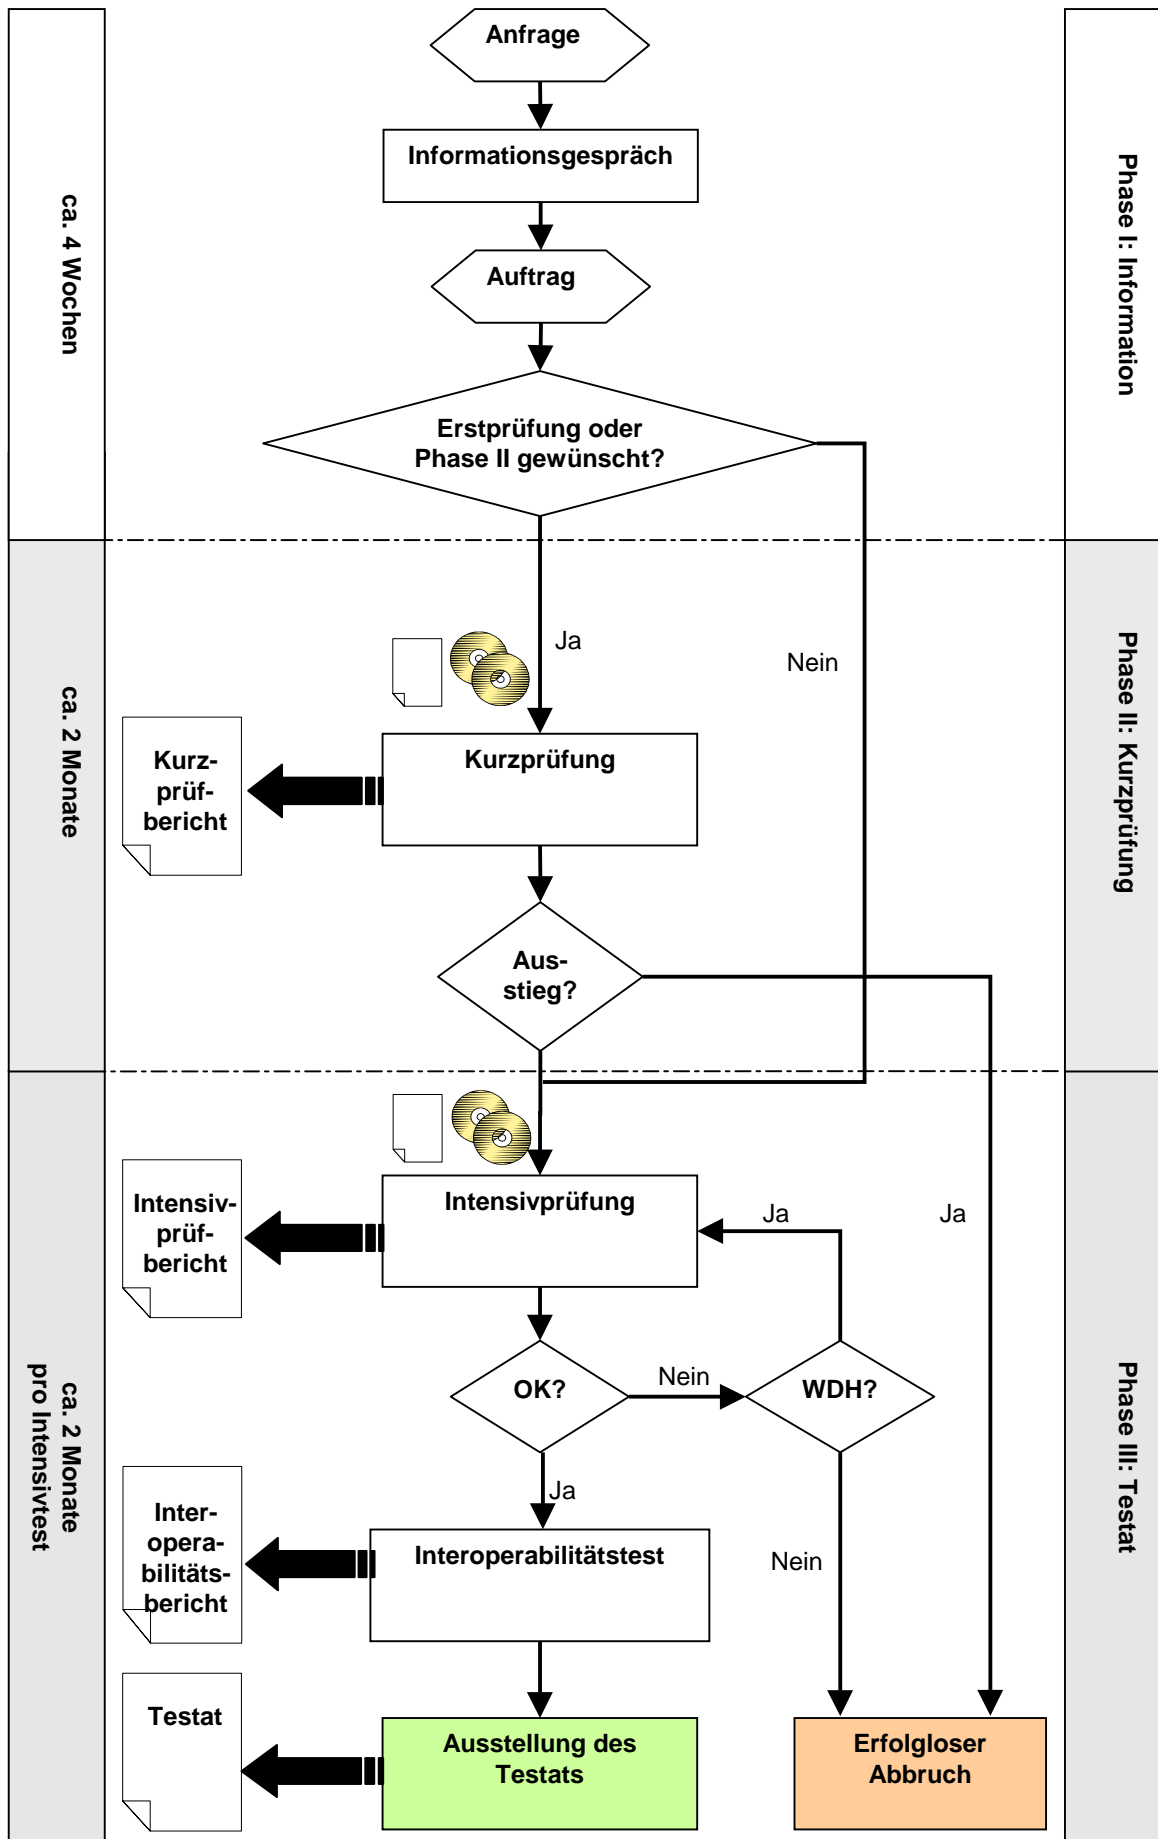 Anfrage
Informationsgespräch
Auftrag
Erstprüfung oder
Phase II gewünscht?
ca. 4 Wochen
Phase I: Information
Ja
Nein
Kurzprüfung
Kurz-
prüf-
bericht
Aus-
stieg?
ca. 2 Monate
Phase II: Kurzprüfung
Intensivprüfung
Intensiv-
prüf-
bericht
Ja
Ja
OK?
Nein
WDH?
Ja
Nein
Interoperabilitätstest
Inter-
opera-
bilitäts-
bericht
Testat
Ausstellung des
Testats
Erfolgloser
Abbruch
ca. 2 Monate
pro Intensivtest
Phase III: Testat